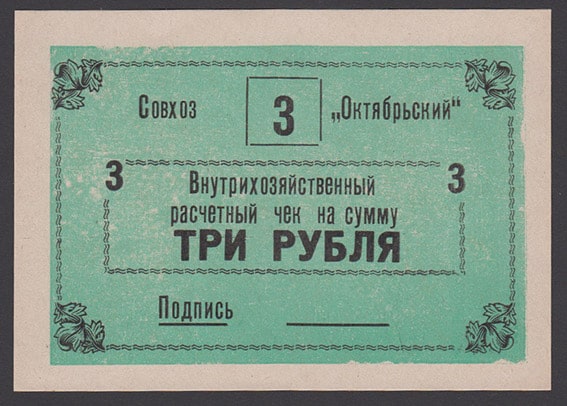 Совхоз 3 „Октябрьский“
3 Внутрихозяйственный 3
расчетный чек на сумму
ТРИ РУБЛЯ
Подпись